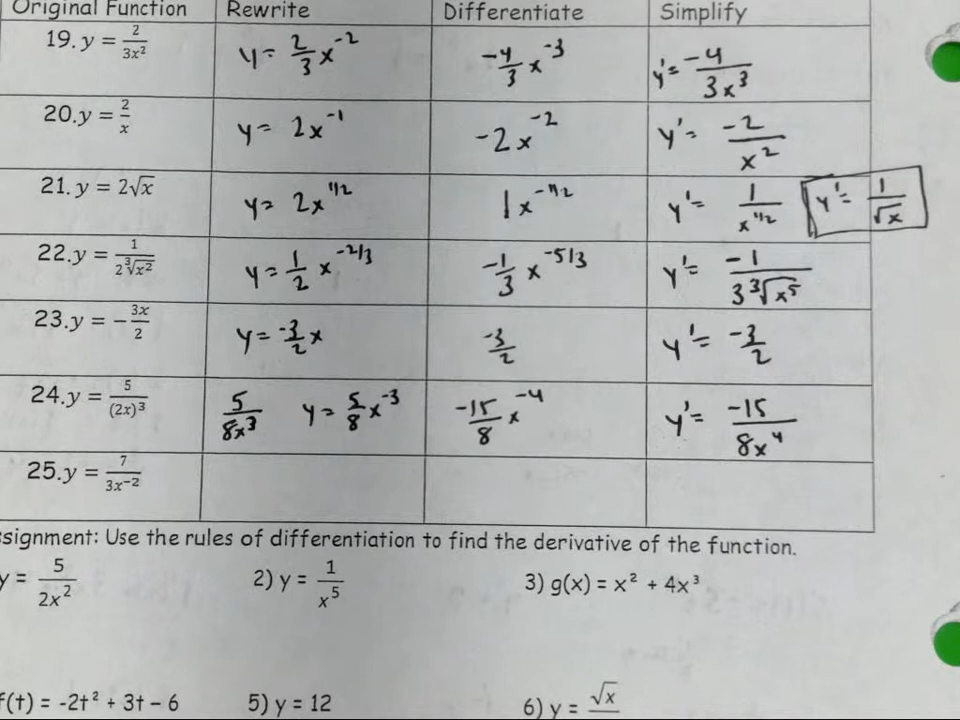 Original Function Rewrite Differentiate Simplify
19. y = 2/(3x²) y = 2/3 x⁻² -4/3 x⁻³ y' = -4/(3x³)
20. y = 2/x y = 2x⁻¹ -2x⁻² y' = -2/x²
21. y = 2√x y = 2x^(1/2) 1x^(-1/2) y' = 1/x^(1/2) y' = 1/√x
22. y = 1/(2∛x²) y = 1/2 x^(-2/3) -1/3 x^(-5/3) y' = -1/(3∛x⁵)
23. y = -3x/2 y = -3/2 x -3/2 y' = -3/2
24. y = 5/(2x)³ 5/(8x³) y = 5/8 x⁻³ -15/8 x⁻⁴ y' = -15/(8x⁴)
25. y = 7/(3x⁻²)
ssignment: Use the rules of differentiation to find the derivative of the function.
y = 5/(2x²) 2) y = 1/x⁵ 3) g(x) = x² + 4x³
f(t) = -2t² + 3t - 6 5) y = 12 6) y = √x